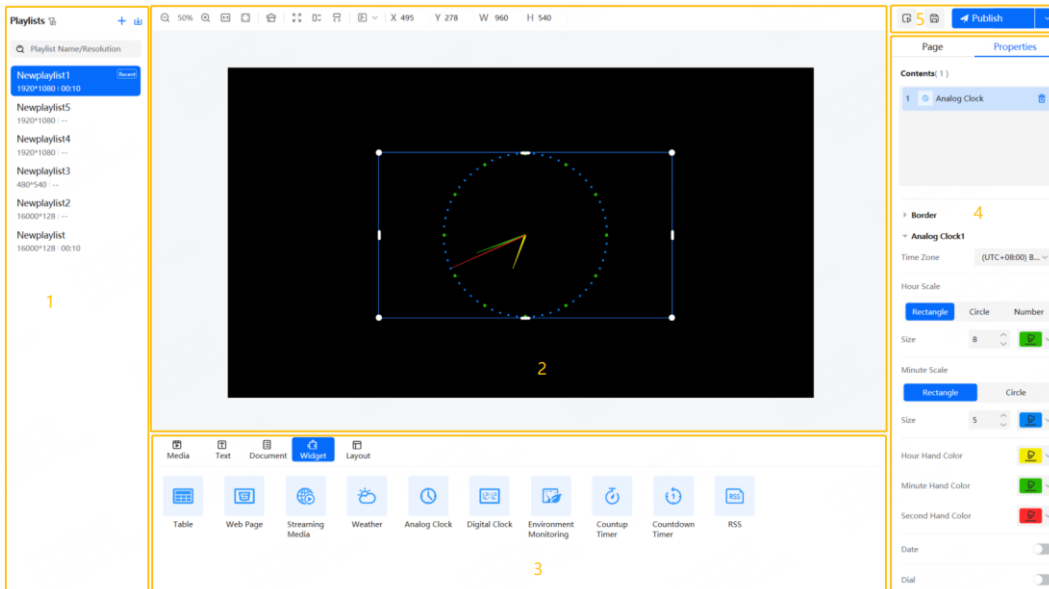 Playlists
50%
X 495 Y 278 W 960 H 540
5
Publish
Playlist Name/Resolution
Newplaylist1 Recent
1920*1080 | 00:10
Newplaylist5
1920*1080 | --
Newplaylist4
1920*1080 | --
Newplaylist3
480*540 | --
Newplaylist2
16000*128 | --
Newplaylist
16000*128 | 00:10
1
2
Media
Text
Document
Widget
Layout
Table
Web Page
Streaming
Media
Weather
Analog Clock
Digital Clock
12:12
Environment
Monitoring
Countup
Timer
1
Countdown
Timer
RSS
RSS
3
Page Properties
Contents( 1 )
1 Analog Clock
Border
4
Analog Clock1
Time Zone (UTC+08:00) B...
Hour Scale
Rectangle Circle Number
Size 8
Minute Scale
Rectangle Circle
Size 5
Hour Hand Color
Minute Hand Color
Second Hand Color
Date
Dial